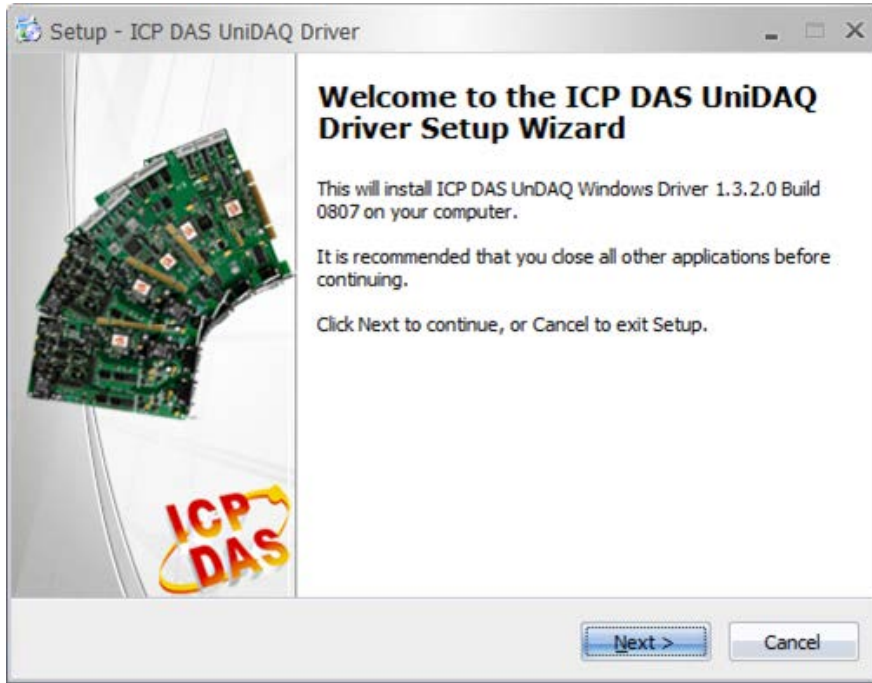 Setup - ICP DAS UniDAQ Driver
Welcome to the ICP DAS UniDAQ
Driver Setup Wizard
This will install ICP DAS UnDAQ Windows Driver 1.3.2.0 Build
0807 on your computer.
It is recommended that you close all other applications before
continuing.
Click Next to continue, or Cancel to exit Setup.
ICP
DAS
Next >
Cancel